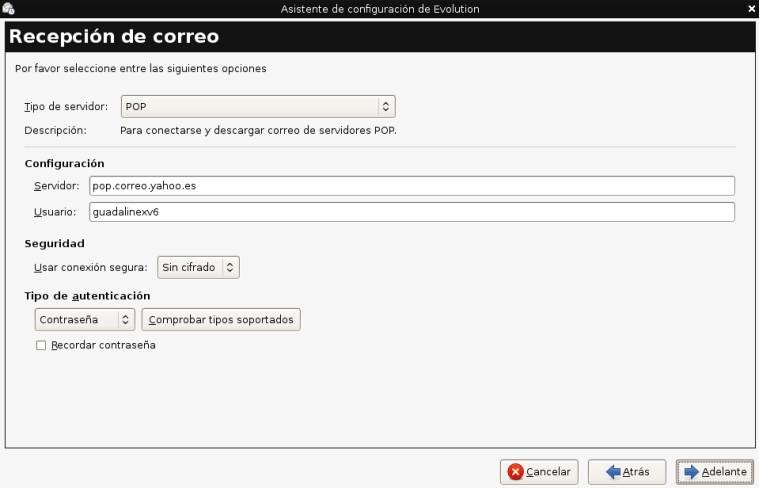 Asistente de configuración de Evolution
Recepción de correo
Por favor seleccione entre las siguientes opciones
Tipo de servidor: POP
Descripción: Para conectarse y descargar correo de servidores POP.
Configuración
Servidor: pop.correo.yahoo.es
Usuario: guadalinexv6
Seguridad
Usar conexión segura: Sin cifrado
Tipo de autenticación
Contraseña Comprobar tipos soportados
Recordar contraseña
Cancelar Atrás Adelante